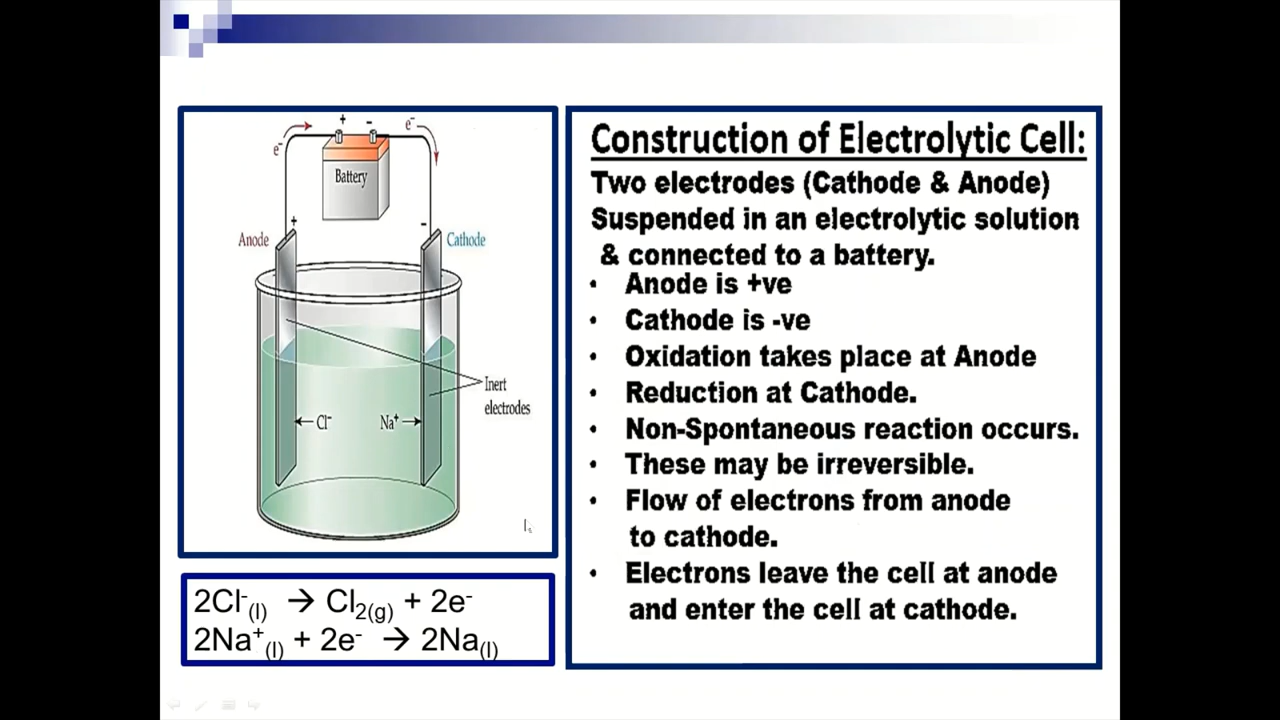 + -
e⁻ e⁻
Battery
+ -
Anode Cathode
Inert
electrodes
←Cl⁻ Na⁺→
2Cl⁻(l) → Cl₂(g) + 2e⁻
2Na⁺(l) + 2e⁻ → 2Na(l)
Construction of Electrolytic Cell:
Two electrodes (Cathode & Anode)
Suspended in an electrolytic solution
& connected to a battery.
· Anode is +ve
· Cathode is -ve
· Oxidation takes place at Anode
· Reduction at Cathode.
· Non-Spontaneous reaction occurs.
· These may be irreversible.
· Flow of electrons from anode
to cathode.
· Electrons leave the cell at anode
and enter the cell at cathode.